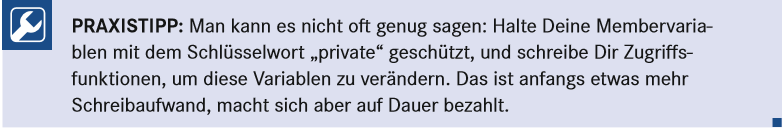 PRAXISTIPP: Man kann es nicht oft genug sagen: Halte Deine Membervaria-
blen mit dem Schlüsselwort „private“ geschützt, und schreibe Dir Zugriffs-
funktionen, um diese Variablen zu verändern. Das ist anfangs etwas mehr
Schreibaufwand, macht sich aber auf Dauer bezahlt.